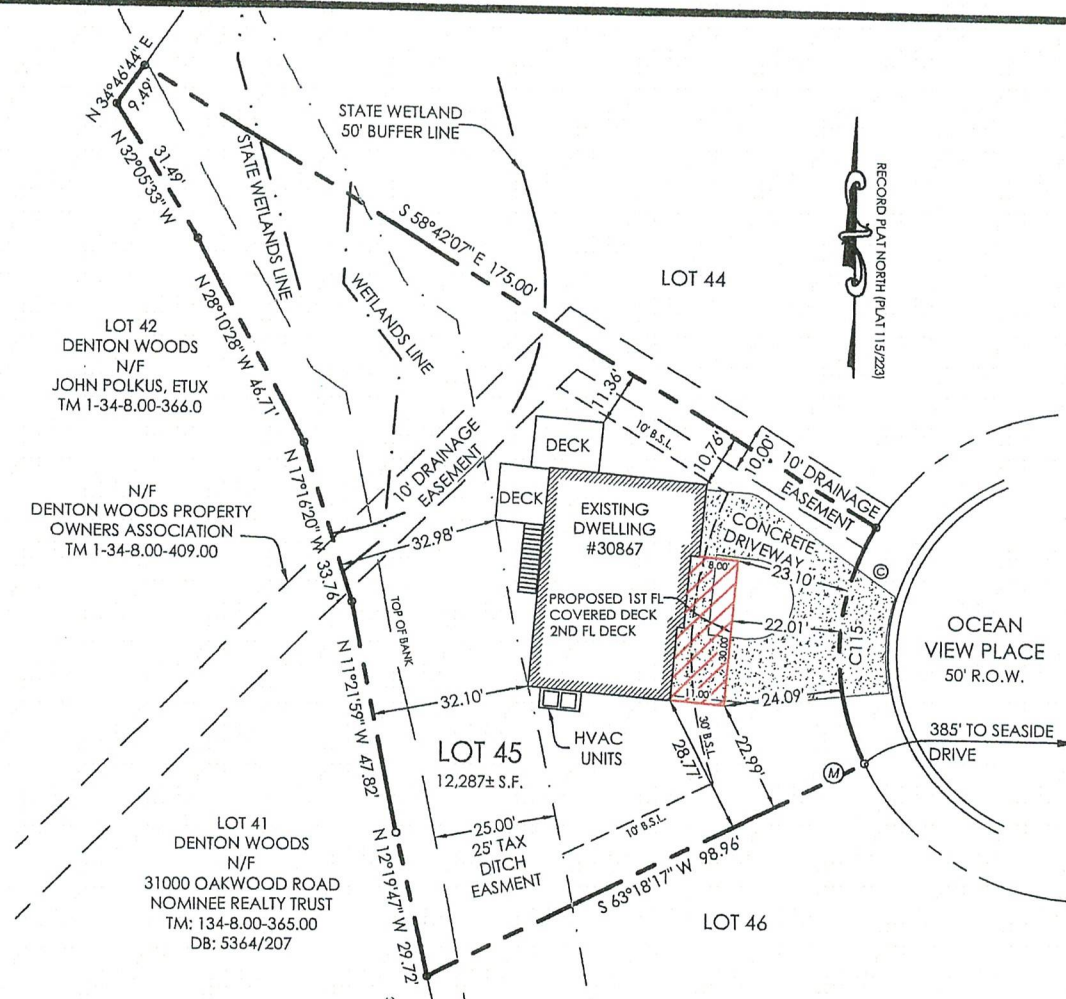 N 34°46'44" E
9.49'
31.49'
N 32°05'33" W
STATE WETLAND
50' BUFFER LINE
STATE WETLANDS LINE
WETLANDS LINE
S 58°42'07" E 175.00'
LOT 44
RECORD PLAT NORTH (PLAT 115/223)
N 28°10'28" W 46.71'
LOT 42
DENTON WOODS
N/F
JOHN POLKUS, ETUX
TM 1-34-8.00-366.0
N/F
DENTON WOODS PROPERTY
OWNERS ASSOCIATION
TM 1-34-8.00-409.00
N 17°16'20" W 33.76
10' DRAINAGE
EASEMENT
11.36'
10' B.S.L.
10.76'
10.00'
10' DRAINAGE
EASEMENT
DECK
DECK
EXISTING
DWELLING
#30867
CONCRETE
DRIVEWAY
32.98'
8.00'
23.10'
PROPOSED 1ST FL
COVERED DECK
2ND FL DECK
22.01'
30.00'
11.00'
24.09'
C115
©
OCEAN
VIEW PLACE
50' R.O.W.
385' TO SEASIDE
DRIVE
M
TOP OF BANK
N 11°21'59" W 47.82'
32.10'
HVAC
UNITS
30' B.S.L.
28.77'
22.99'
LOT 45
12,287± S.F.
10' B.S.L.
25.00'
25' TAX
DITCH
EASMENT
S 63°18'17" W 98.96'
LOT 46
LOT 41
DENTON WOODS
N/F
31000 OAKWOOD ROAD
NOMINEE REALTY TRUST
TM: 134-8.00-365.00
DB: 5364/207
N 12°19'47" W 29.72'